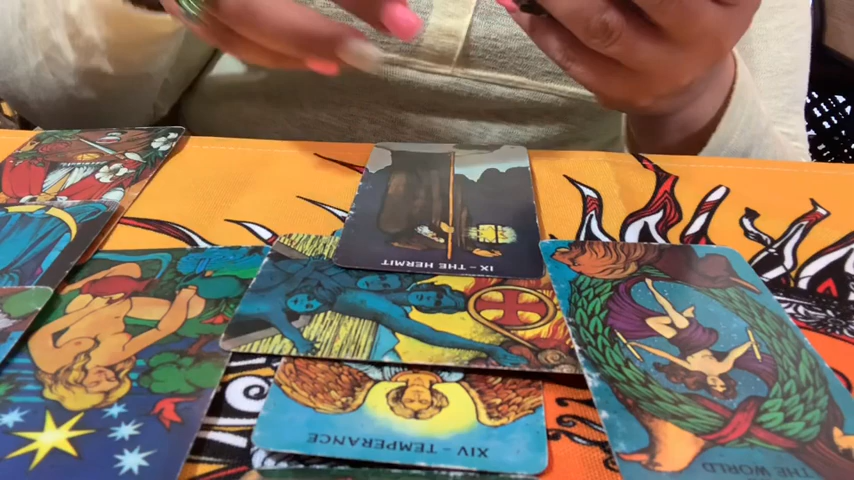 IX - THE HERMIT
XIV - TEMPERANCE
THE WORLD